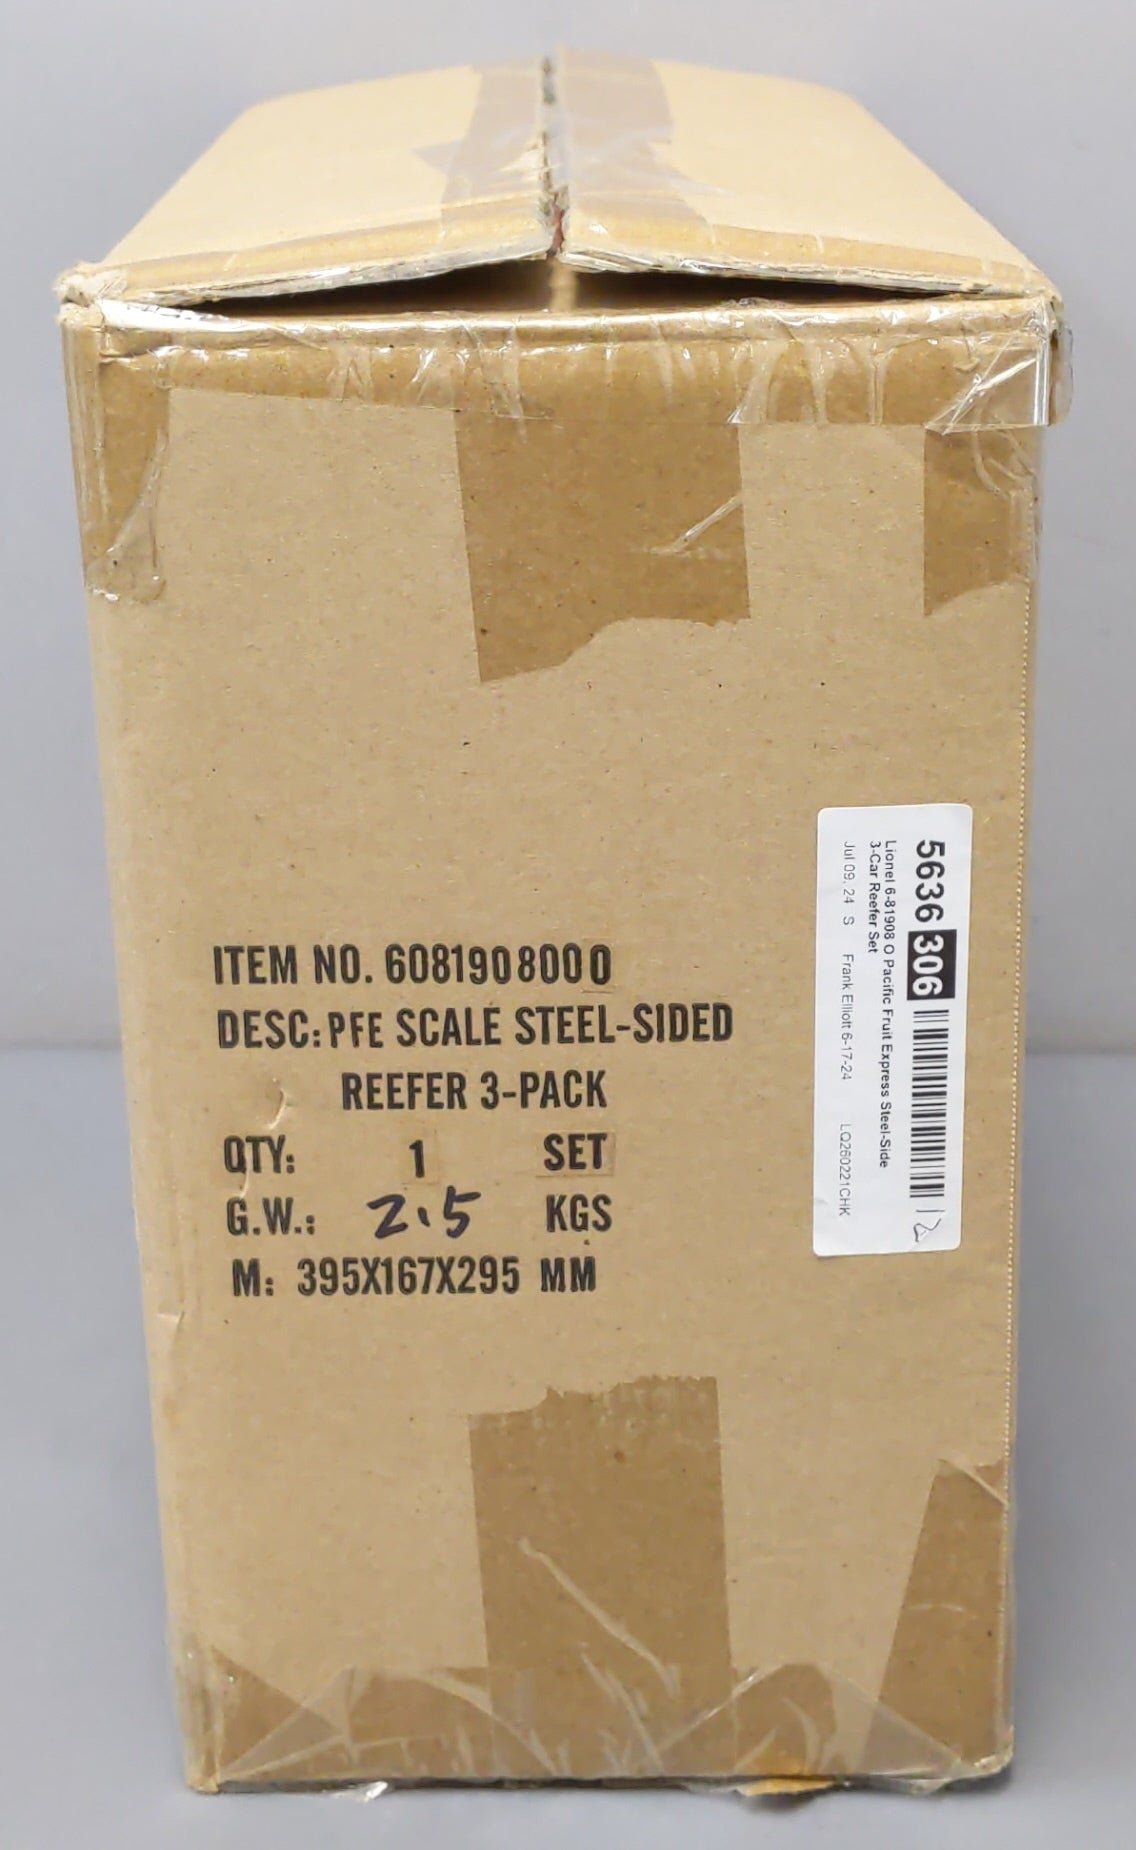 ITEM NO. 6081908000
DESC: PFE SCALE STEEL-SIDED
REEFER 3-PACK
QTY: 1 SET
G.W.: 2.5 KGS
M: 395X167X295 MM
5636 306
Lionel 6-81908 O Pacific Fruit Express Steel-Side
3-Car Reefer Set
Jul 09, 24 S Frank Elliott 6-17-24 LQ260221CHK